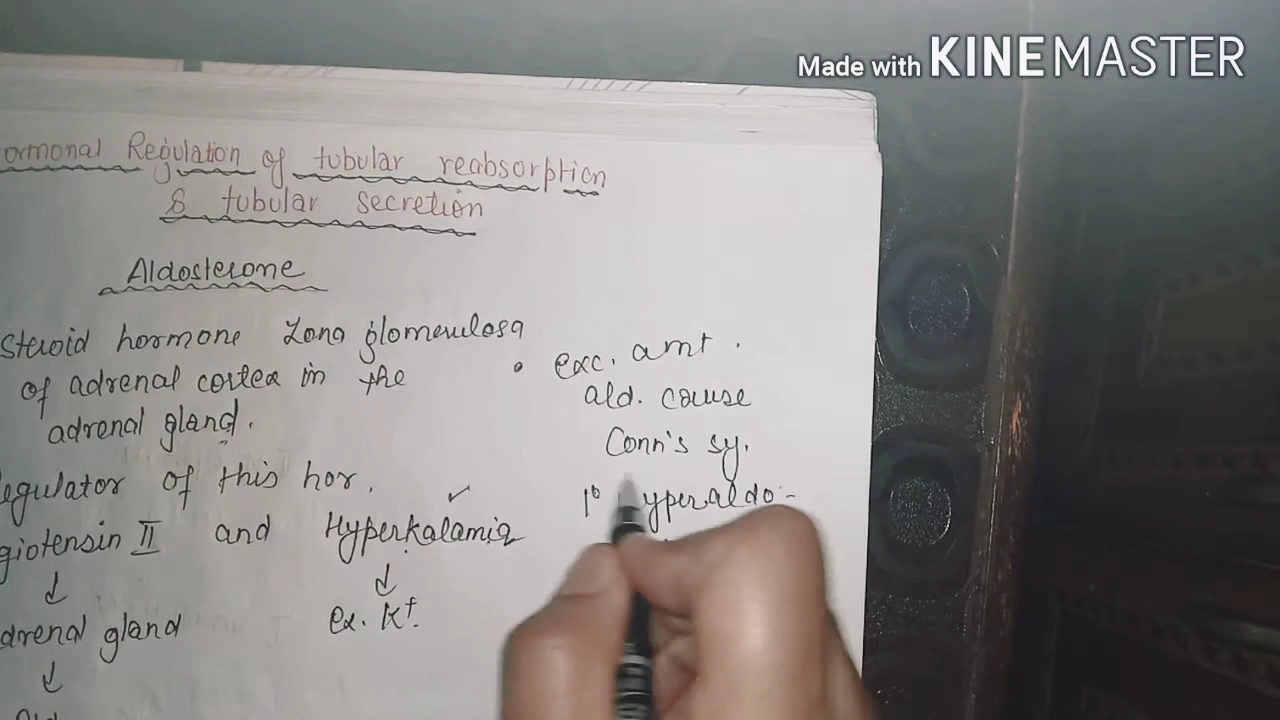 Made with KINEMASTER
ormonal Regulation of tubular reabsorption
& tubular secretion
Aldosterone
Steroid hormone Zona glomerulosa
of adrenal cortex in the
adrenal gland.
egulator of this hor.
giotensin II and Hyperkalamia
drenal gland ex. K+.
• exc. amt.
ald. cause
Conn's sy.
1° hyperaldo-